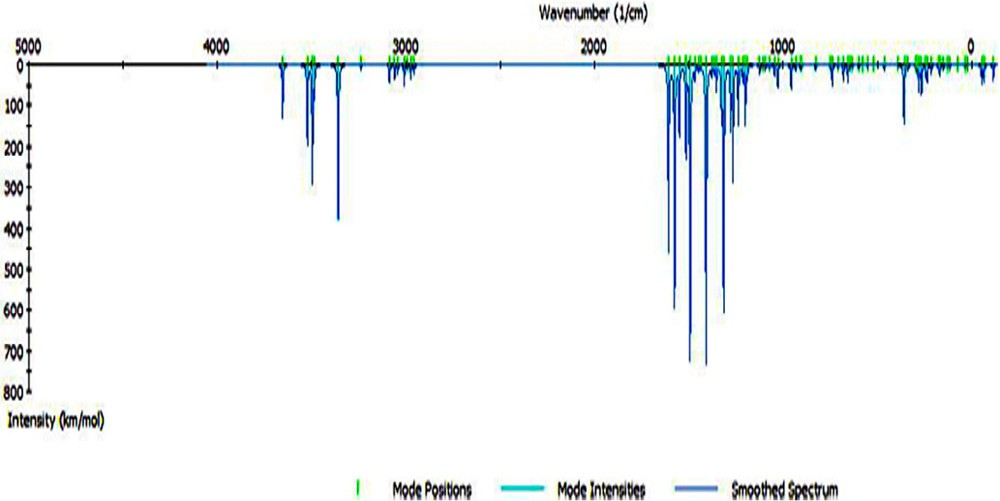 Wavenumber (1/cm)
5000 4000 3000 2000 1000 0
0
100
200
300
400
500
600
700
800
Intensity (km/mol)
Mode Positions Mode Intensities Smoothed Spectrum